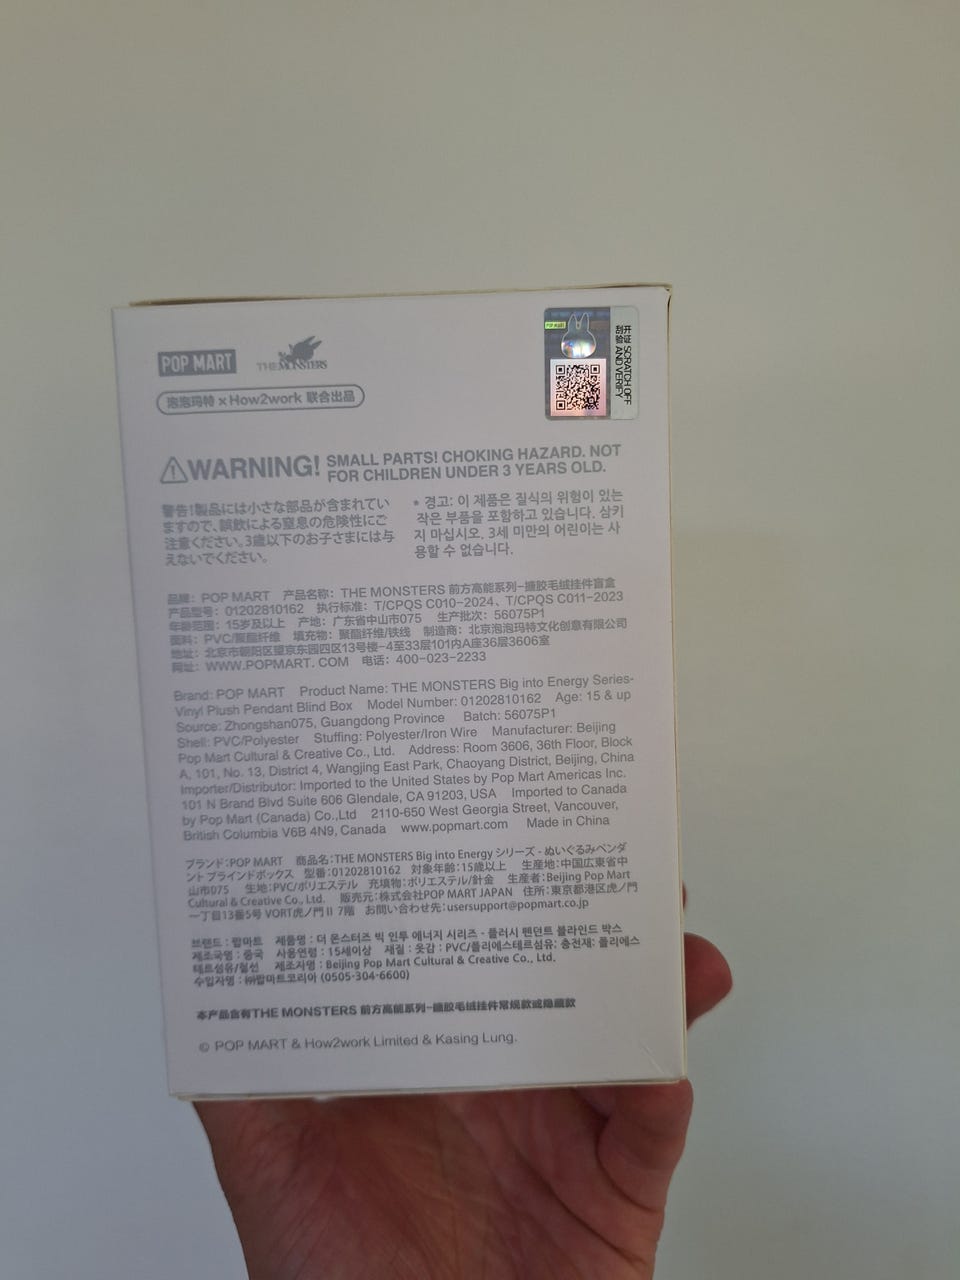 POP MART
THE MONSTERS
泡泡玛特 × How2work 联合出品
POP MART
开证 SCRATCH OFF
刮验 AND VERIFY
WARNING! SMALL PARTS! CHOKING HAZARD. NOT
FOR CHILDREN UNDER 3 YEARS OLD.
警告!製品には小さな部品が含まれてい
ますので、誤飲による窒息の危険性にご
注意ください。3歳以下のお子さまには与
えないでください。
* 경고: 이 제품은 질식의 위험이 있는
작은 부품을 포함하고 있습니다. 삼키
지 마십시오. 3세 미만의 어린이는 사
용할 수 없습니다.
品牌: POP MART 产品名称: THE MONSTERS 前方高能系列-搪胶毛绒挂件盲盒
产品型号: 01202810162 执行标准: T/CPQS C010-2024、T/CPQS C011-2023
年龄范围: 15岁及以上 产地: 广东省中山市075 生产批次: 56075P1
面料: PVC/聚酯纤维 填充物: 聚酯纤维/铁线 制造商: 北京泡泡玛特文化创意有限公司
地址: 北京市朝阳区望京东园四区13号楼-4至33层101内A座36层3606室
网址: WWW.POPMART.COM 电话: 400-023-2233
Brand: POP MART Product Name: THE MONSTERS Big into Energy Series-
Vinyl Plush Pendant Blind Box Model Number: 01202810162 Age: 15 & up
Source: Zhongshan075, Guangdong Province Batch: 56075P1
Shell: PVC/Polyester Stuffing: Polyester/Iron Wire Manufacturer: Beijing
Pop Mart Cultural & Creative Co., Ltd. Address: Room 3606, 36th Floor, Block
A, 101, No. 13, District 4, Wangjing East Park, Chaoyang District, Beijing, China
Importer/Distributor: Imported to the United States by Pop Mart Americas Inc.
101 N Brand Blvd Suite 606 Glendale, CA 91203, USA Imported to Canada
by Pop Mart (Canada) Co.,Ltd 2110-650 West Georgia Street, Vancouver,
British Columbia V6B 4N9, Canada www.popmart.com Made in China
ブランド:POP MART 商品名:THE MONSTERS Big into Energy シリーズ - ぬいぐるみペンダ
ント ブラインドボックス 型番:01202810162 対象年齢:15歳以上 生産地:中国広東省中
山市075 生地:PVC/ポリエステル 充填物:ポリエステル/針金 生産者:Beijing Pop Mart
Cultural & Creative Co., Ltd. 販売元:株式会社POP MART JAPAN 住所:東京都港区虎ノ門
一丁目13番5号 VORT虎ノ門Ⅱ 7階 お問い合わせ先:usersupport@popmart.co.jp
브랜드 : 팝마트 제품명 : 더 몬스터즈 빅 인투 에너지 시리즈 - 플러시 펜던트 블라인드 박스
제조국명 : 중국 사용연령 : 15세이상 재질 : 겉감 : PVC/폴리에스테르섬유; 충전재: 폴리에스
테르섬유/철선 제조자명 : Beijing Pop Mart Cultural & Creative Co., Ltd.
수입자명 : ㈜팝마트코리아 (0505-304-6600)
本产品含有THE MONSTERS 前方高能系列-搪胶毛绒挂件常规款或隐藏款
© POP MART & How2work Limited & Kasing Lung.